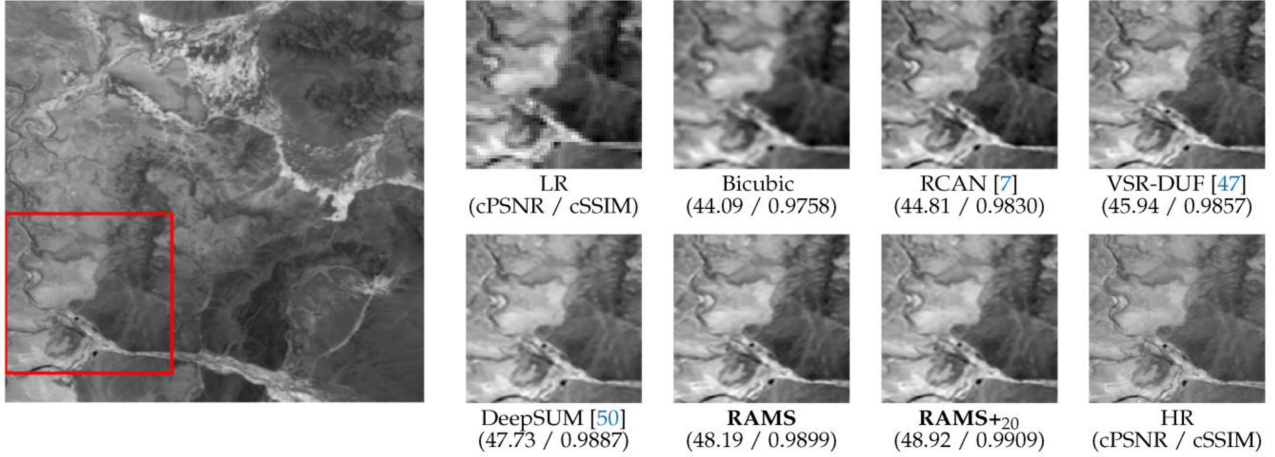 LR
(cPSNR / cSSIM)
Bicubic
(44.09 / 0.9758)
RCAN [7]
(44.81 / 0.9830)
VSR-DUF [47]
(45.94 / 0.9857)
DeepSUM [50]
(47.73 / 0.9887)
RAMS
(48.19 / 0.9899)
RAMS+20
(48.92 / 0.9909)
HR
(cPSNR / cSSIM)